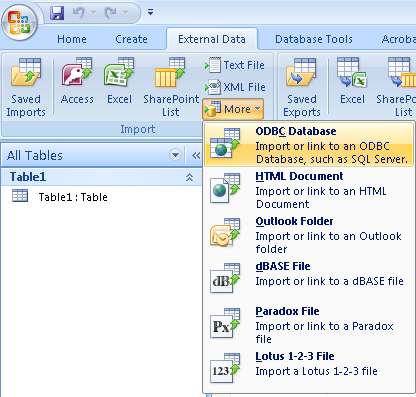 Home Create External Data Database Tools Acroba
Saved Imports
Access
Excel
SharePoint List
Text File
XML File
More
Saved Exports
Excel
SharePoint List
Import
All Tables
Table1
Table1 : Table
ODBC Database
Import or link to an ODBC
Database, such as SQL Server.
HTML Document
Import or link to an HTML
Document
Outlook Folder
Import or link to an Outlook
folder
dBASE File
Import or link to a dBASE file
Paradox File
Import or link to a Paradox
file
Lotus 1-2-3 File
Import a Lotus 1-2-3 file
dB
Px
123